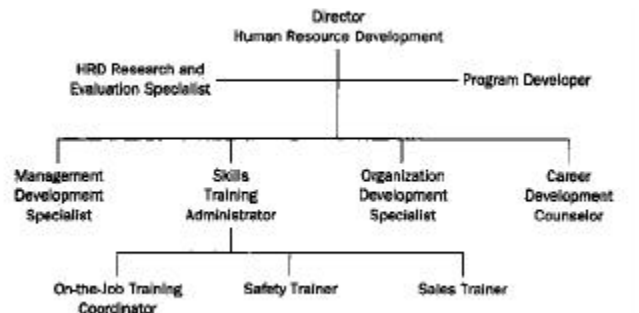 Director
Human Resource Development
HRD Research and
Evaluation Specialist
Program Developer
Management
Development
Specialist
Skills
Training
Administrator
Organization
Development
Specialist
Career
Development
Counselor
On-the-Job Training
Coordinator
Safety Trainer
Sales Trainer